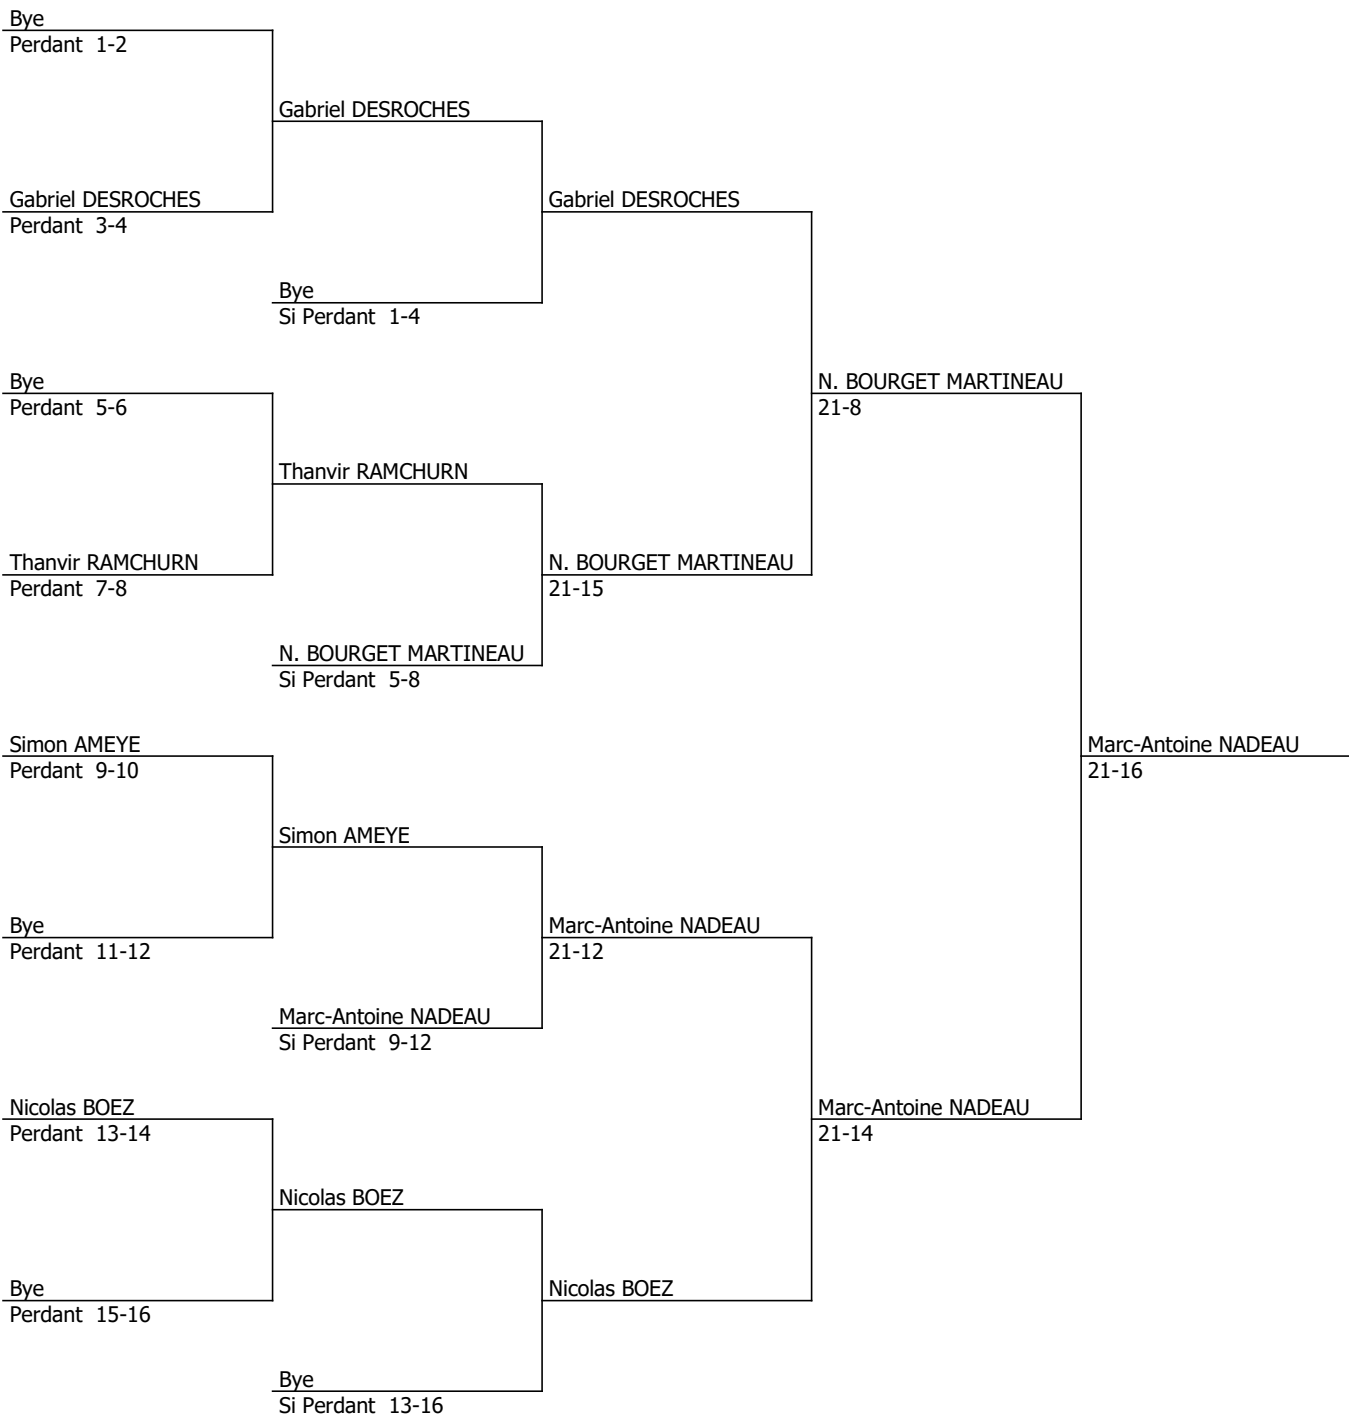 Bye
Perdant 1-2
Gabriel DESROCHES
Gabriel DESROCHES
Perdant 3-4
Gabriel DESROCHES
Bye
Si Perdant 1-4
Bye
Perdant 5-6
N. BOURGET MARTINEAU
21-8
Thanvir RAMCHURN
Thanvir RAMCHURN
Perdant 7-8
N. BOURGET MARTINEAU
21-15
N. BOURGET MARTINEAU
Si Perdant 5-8
Simon AMEYE
Perdant 9-10
Marc-Antoine NADEAU
21-16
Simon AMEYE
Bye
Perdant 11-12
Marc-Antoine NADEAU
21-12
Marc-Antoine NADEAU
Si Perdant 9-12
Nicolas BOEZ
Perdant 13-14
Marc-Antoine NADEAU
21-14
Nicolas BOEZ
Bye
Perdant 15-16
Nicolas BOEZ
Bye
Si Perdant 13-16